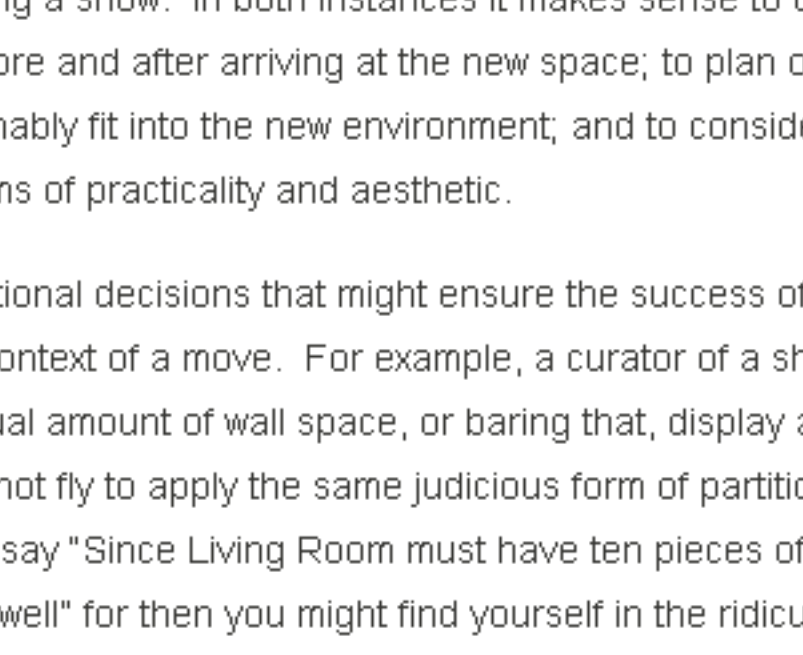 ng a show. In both instances it makes sense to
ore and after arriving at the new space; to plan
nably fit into the new environment; and to conside
ms of practicality and aesthetic.
tional decisions that might ensure the success of
ontext of a move. For example, a curator of a sh
ual amount of wall space, or baring that, display a
not fly to apply the same judicious form of partitio
say "Since Living Room must have ten pieces of
well" for then you might find yourself in the ridicu